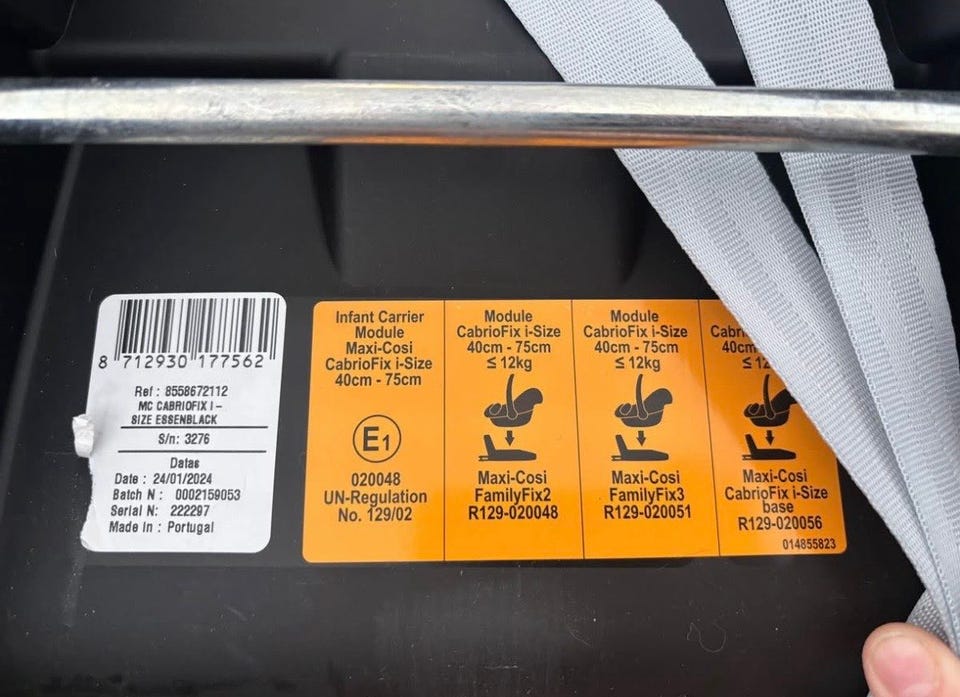 8 712930 177562
Ref : 8558672112
MC CABRIOFIX I -
SIZE ESSENBLACK
S/n: 3276
Datas
Date : 24/01/2024
Batch N : 0002159053
Serial N : 222297
Made in : Portugal
Infant Carrier
Module
Maxi-Cosi
CabrioFix i-Size
40cm - 75cm
E1
020048
UN-Regulation
No. 129/02
Module
CabrioFix i-Size
40cm - 75cm
≤ 12kg
Maxi-Cosi
FamilyFix2
R129-020048
Module
CabrioFix i-Size
40cm - 75cm
≤ 12kg
Maxi-Cosi
FamilyFix3
R129-020051
40cm
≤ 12
Maxi-Cosi
CabrioFix i-Size
base
R129-020056
014855823